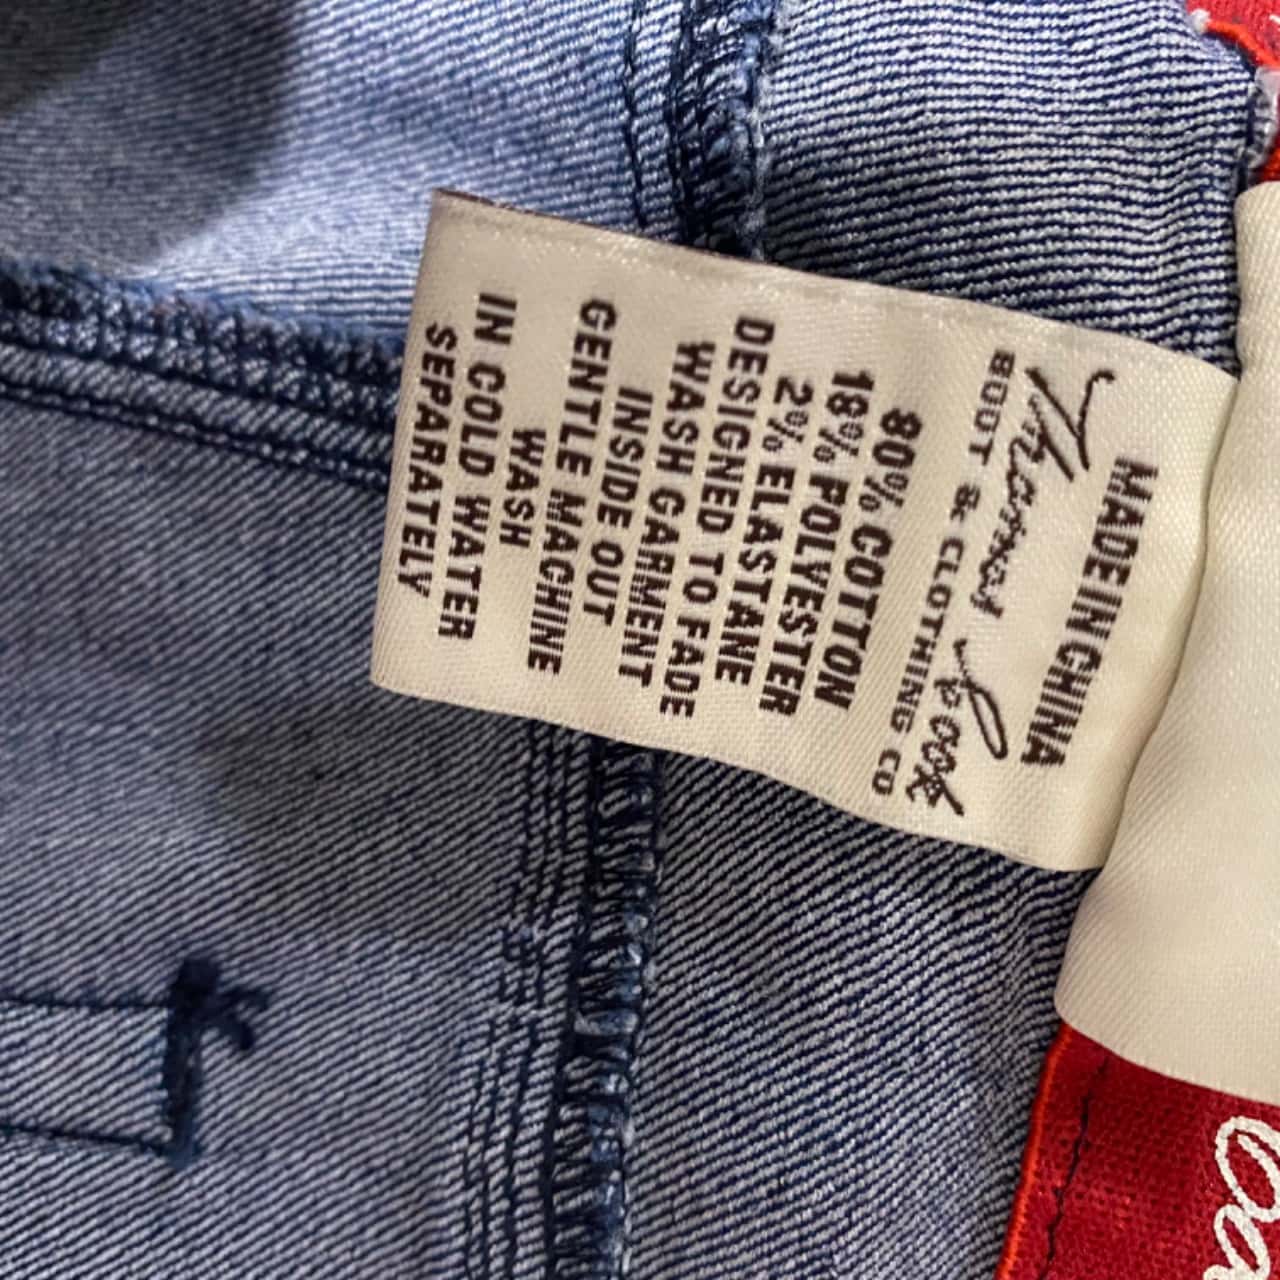 MADE IN CHINA
Thomas Cook
BOOT & CLOTHING CO
80% COTTON
18% POLYESTER
2% ELASTANE
DESIGNED TO FADE
WASH GARMENT
INSIDE OUT
GENTLE MACHINE
WASH
IN COLD WATER
SEPARATELY